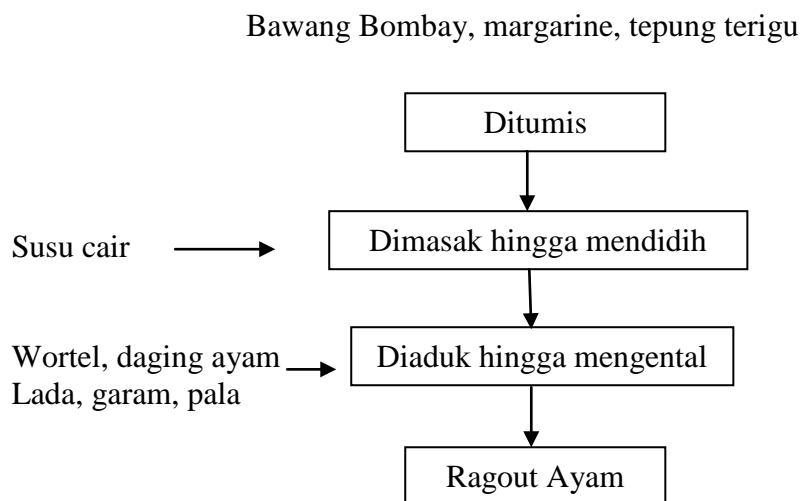 Bawang Bombay, margarine, tepung terigu
Ditumis
Susu cair
Dimasak hingga mendidih
Wortel, daging ayam
Lada, garam, pala
Diaduk hingga mengental
Ragout Ayam